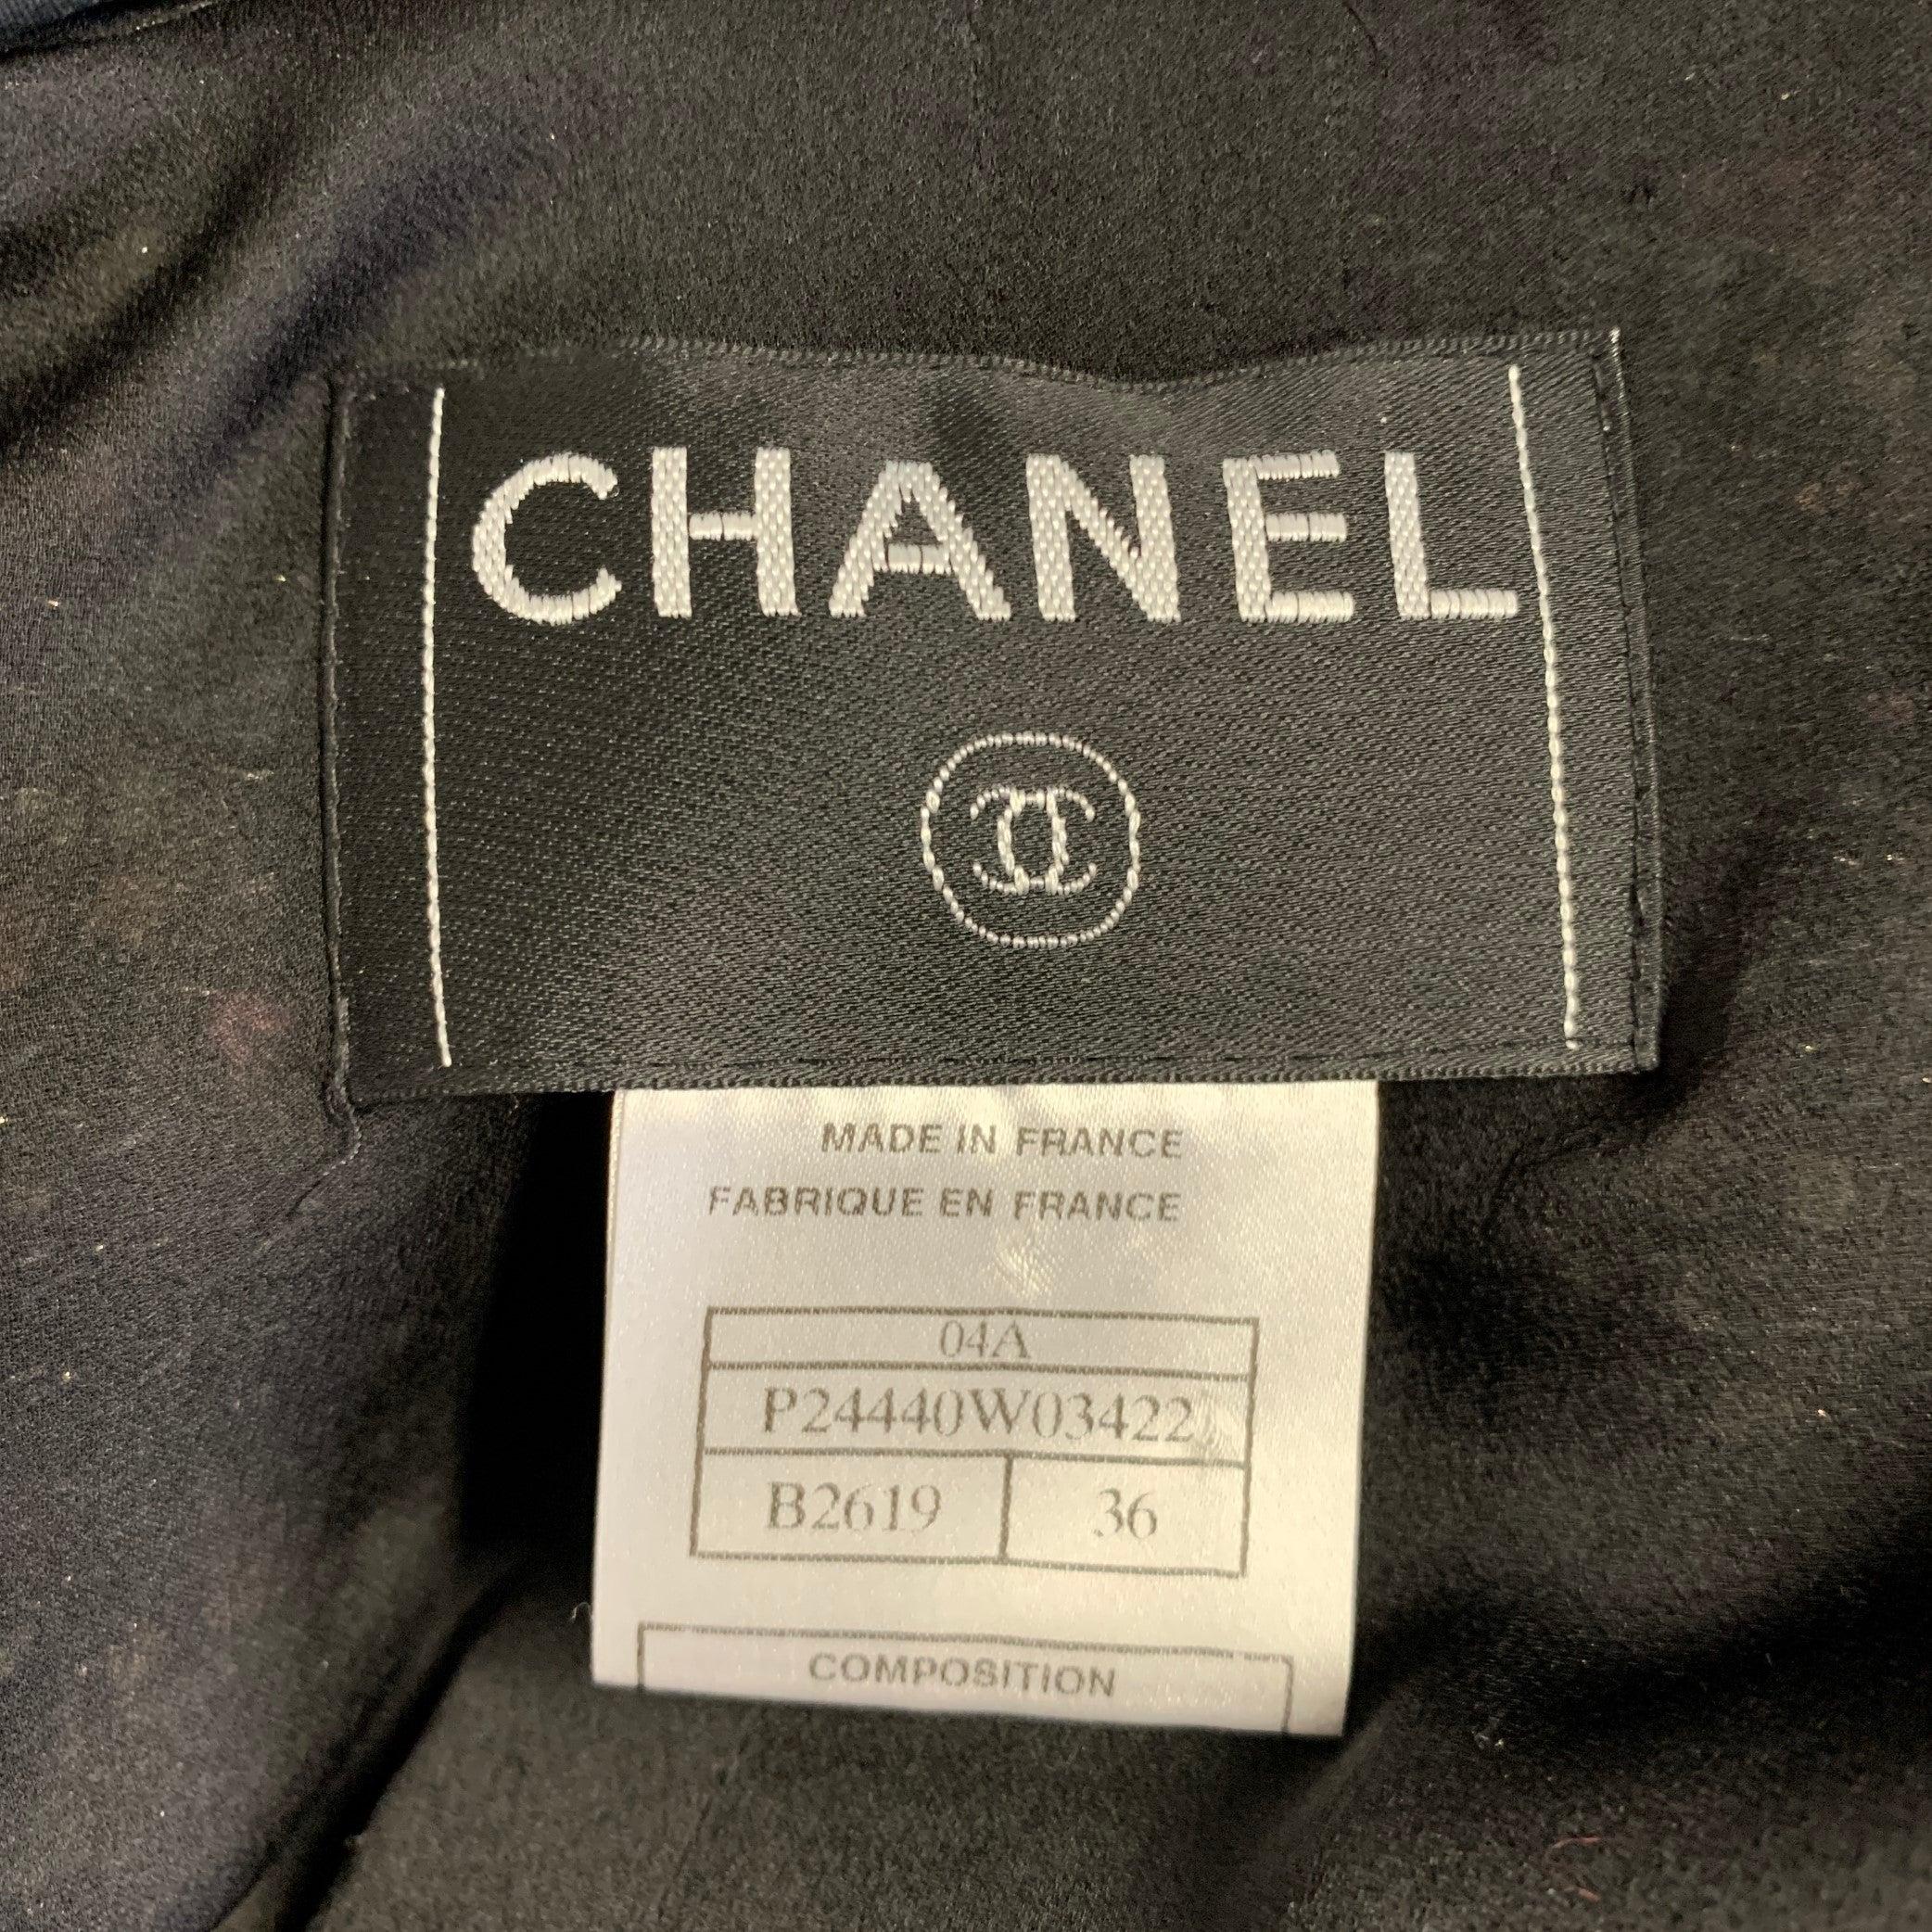 CHANEL
MADE IN FRANCE
FABRIQUE EN FRANCE
04A
P24440W03422
B2619 36
COMPOSITION